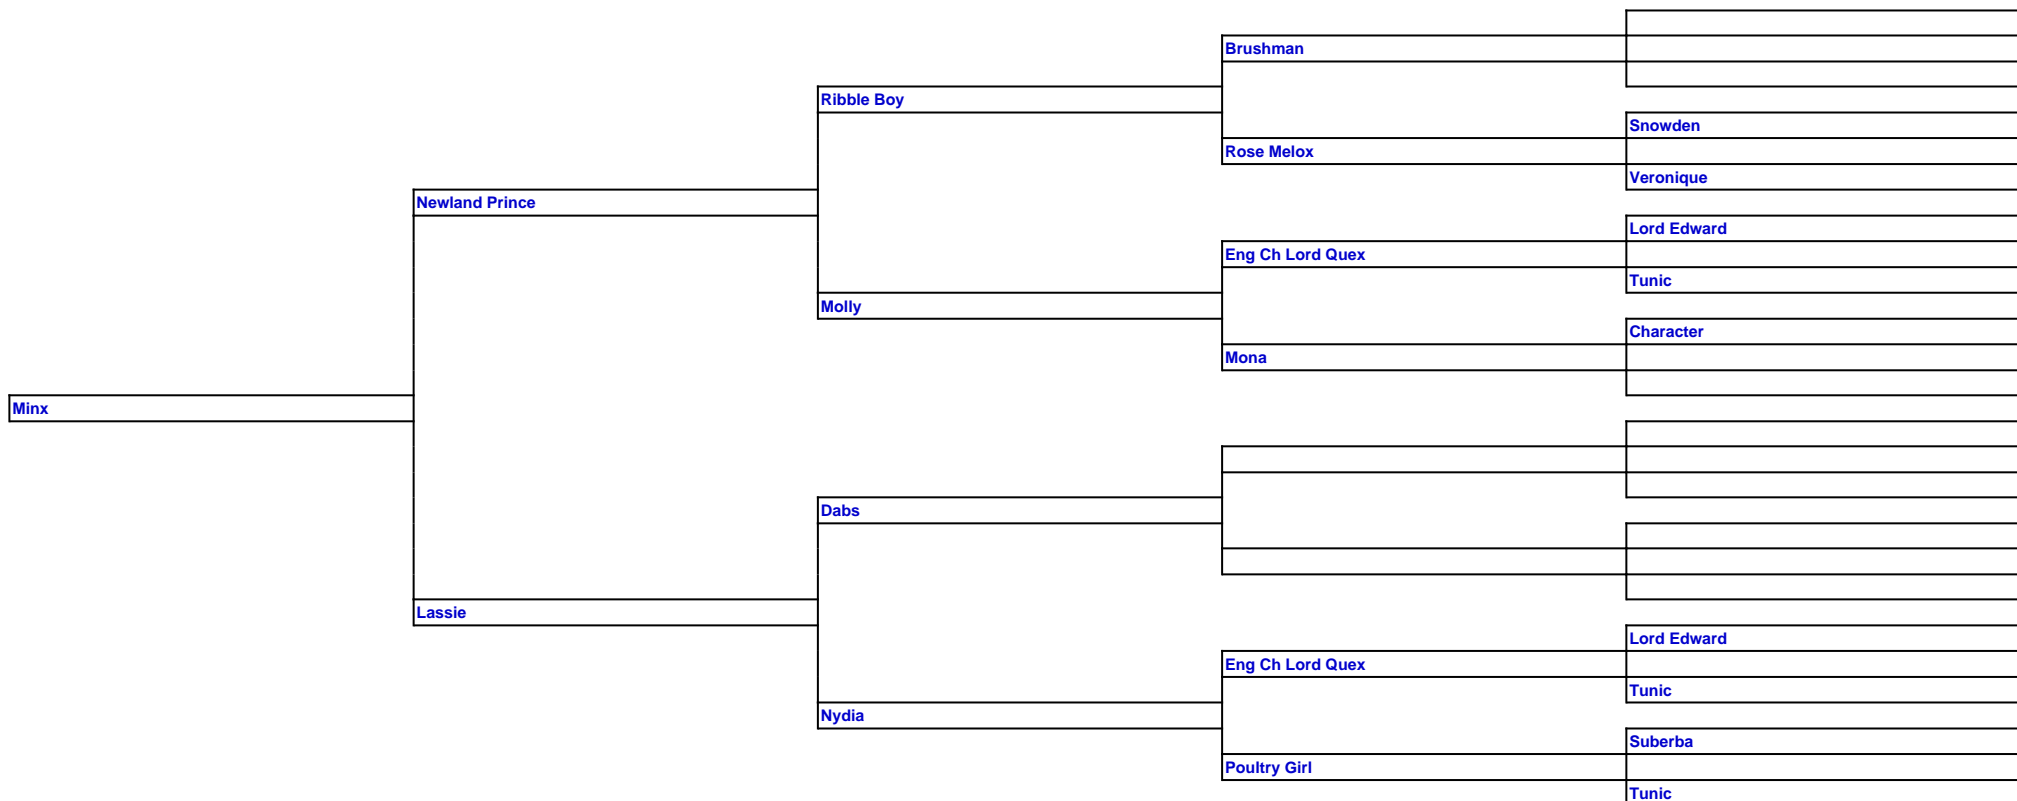 Brushman
Ribble Boy
Snowden
Rose Melox
Veronique
Newland Prince
Lord Edward
Eng Ch Lord Quex
Tunic
Molly
Character
Mona
Minx
Dabs
Lassie
Lord Edward
Eng Ch Lord Quex
Tunic
Nydia
Suberba
Poultry Girl
Tunic